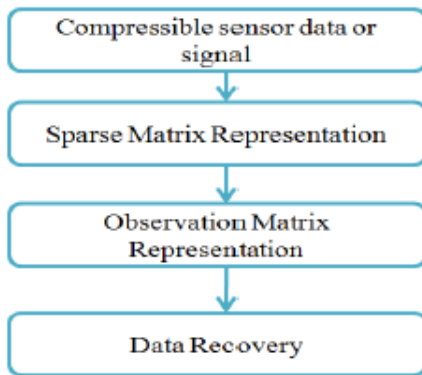 Compressible sensor data or
signal
Sparse Matrix Representation
Observation Matrix
Representation
Data Recovery